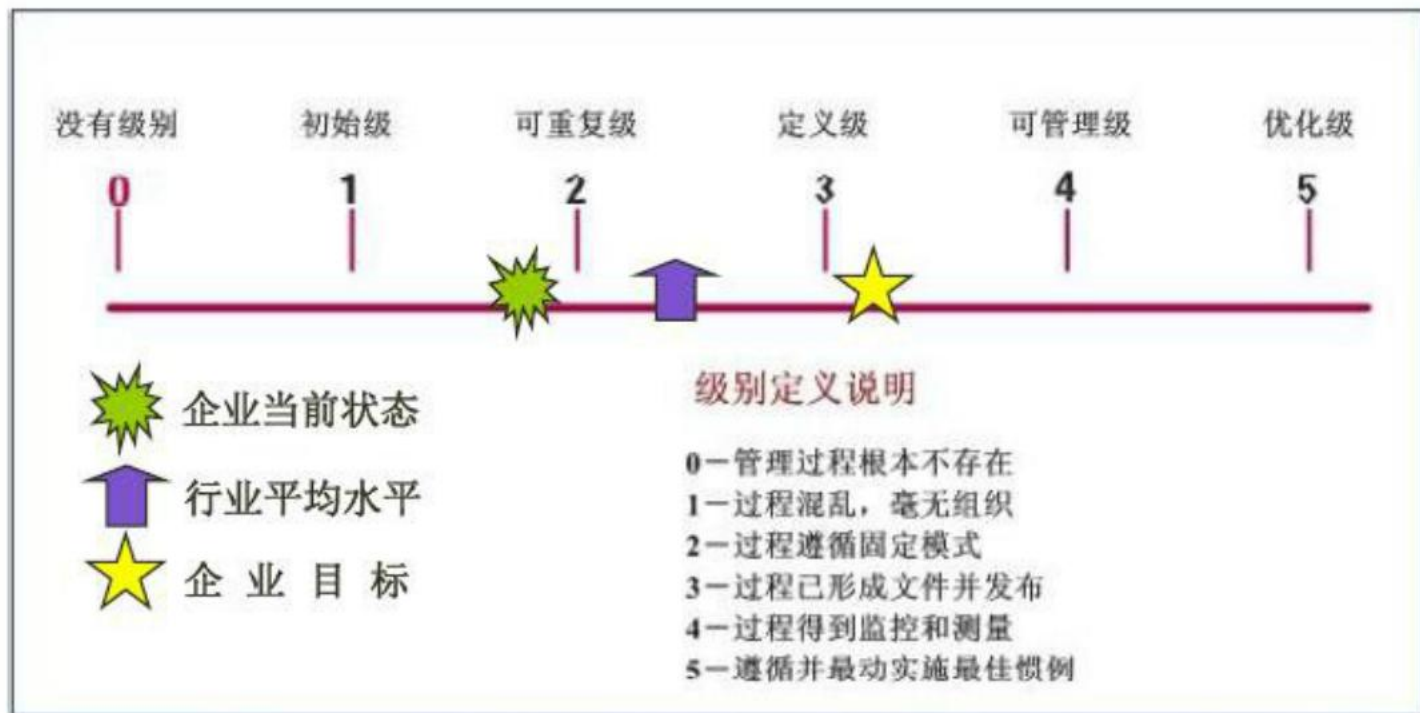 没有级别 初始级 可重复级 定义级 可管理级 优化级
0 1 2 3 4 5
企业当前状态
行业平均水平
企 业 目 标
级别定义说明
0－管理过程根本不存在
1－过程混乱，毫无组织
2－过程遵循固定模式
3－过程已形成文件并发布
4－过程得到监控和测量
5－遵循并最动实施最佳惯例